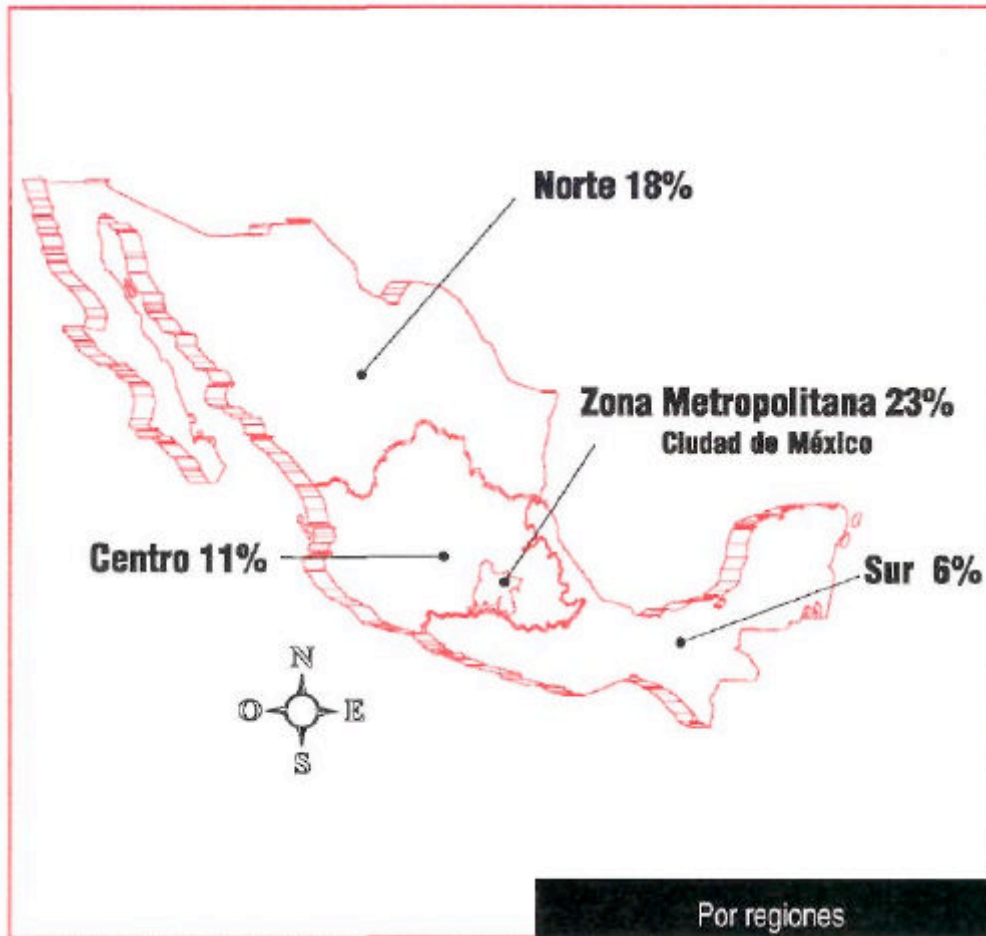 Norte 18%
Zona Metropolitana 23%
Ciudad de México
Centro 11%
Sur 6%
N
O E
S
Por regiones